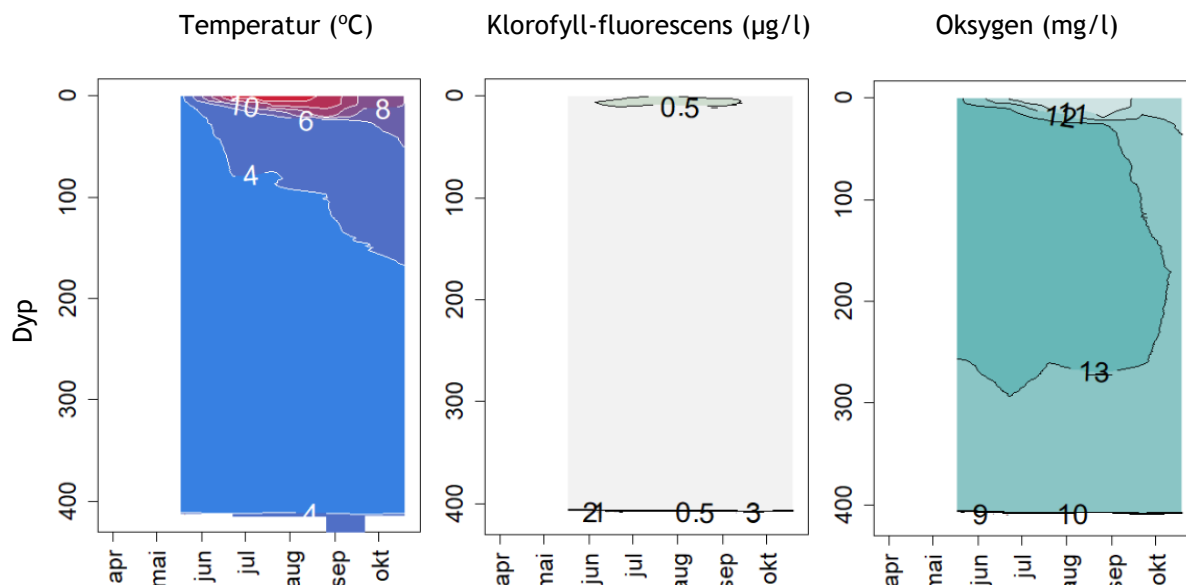 Temperatur (ºC)
Klorofyll-fluorescens (µg/l)
Oksygen (mg/l)
Dyp
0
100
200
300
400
10
6
8
4
4
apr
mai
jun
jul
aug
sep
okt
0
100
200
300
400
0.5
2
1
0.5
3
apr
mai
jun
jul
aug
sep
okt
0
100
200
300
400
12
11
13
9
10
apr
mai
jun
jul
aug
sep
okt